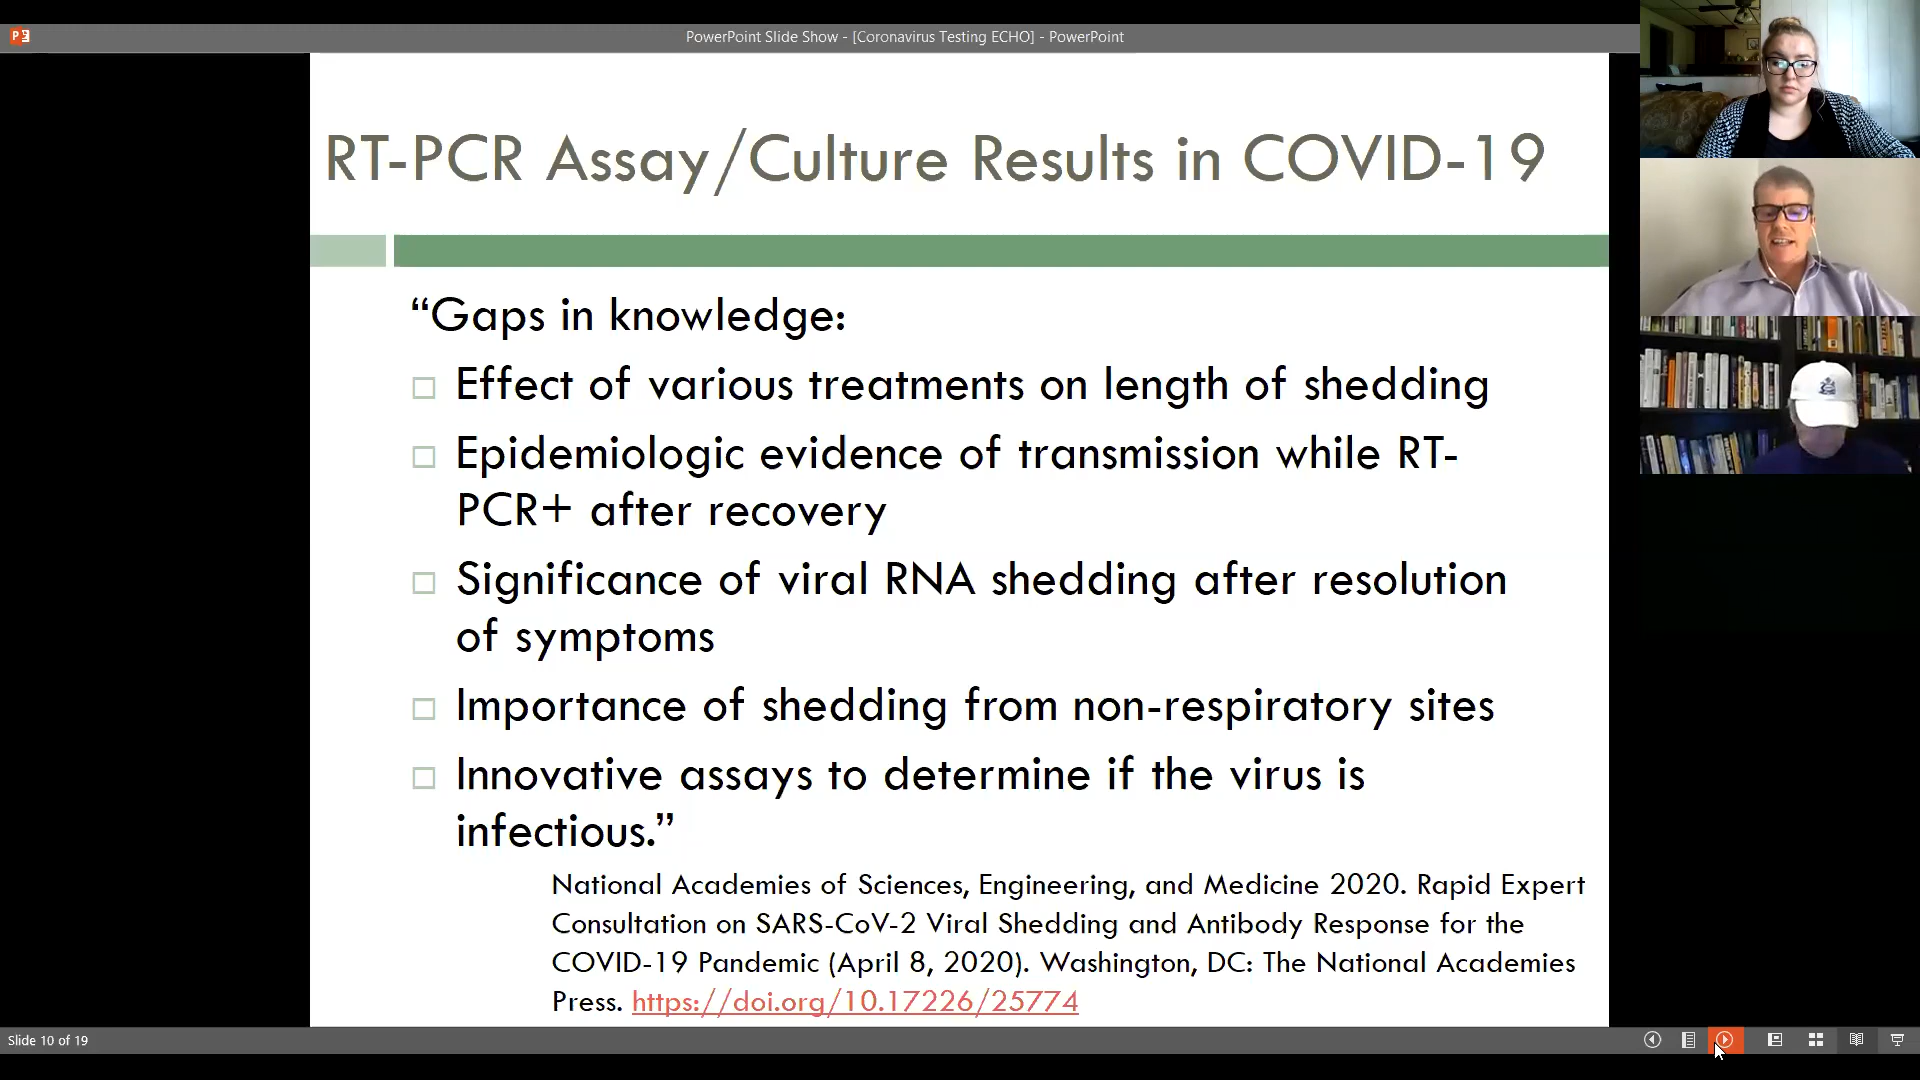 PowerPoint Slide Show - [Coronavirus Testing ECHO] - PowerPoint
RT-PCR Assay/Culture Results in COVID-19
“Gaps in knowledge:
Effect of various treatments on length of shedding
Epidemiologic evidence of transmission while RT-
PCR+ after recovery
Significance of viral RNA shedding after resolution
of symptoms
Importance of shedding from non-respiratory sites
Innovative assays to determine if the virus is
infectious.”
National Academies of Sciences, Engineering, and Medicine 2020. Rapid Expert
Consultation on SARS-CoV-2 Viral Shedding and Antibody Response for the
COVID-19 Pandemic (April 8, 2020). Washington, DC: The National Academies
Press. https://doi.org/10.17226/25774
Slide 10 of 19